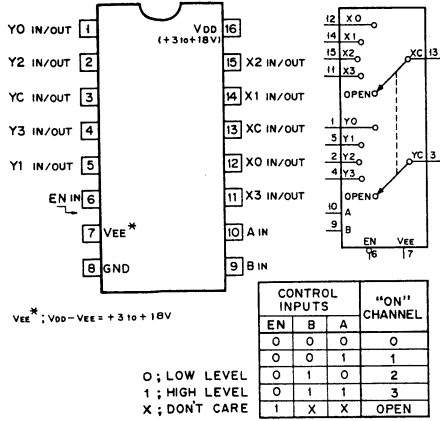 Y0 IN/OUT 1
Y2 IN/OUT 2
YC IN/OUT 3
Y3 IN/OUT 4
Y1 IN/OUT 5
EN IN 6
7 VEE*
8 GND
VDD 16
(+3 to +18V)
15 X2 IN/OUT
14 X1 IN/OUT
13 XC IN/OUT
12 X0 IN/OUT
11 X3 IN/OUT
10 A IN
9 B IN
12 X0
14 X1
15 X2
11 X3
OPEN
XC 13
1 Y0
5 Y1
2 Y2
4 Y3
OPEN
YC 3
10 A
9 B
EN VEE
6 7
VEE* ; VDD-VEE = +3 to +18V
O ; LOW LEVEL
1 ; HIGH LEVEL
X ; DON'T CARE
CONTROL INPUTS "ON" CHANNEL
EN B A
0 0 0 0
0 0 1 1
0 1 0 2
0 1 1 3
1 X X OPEN